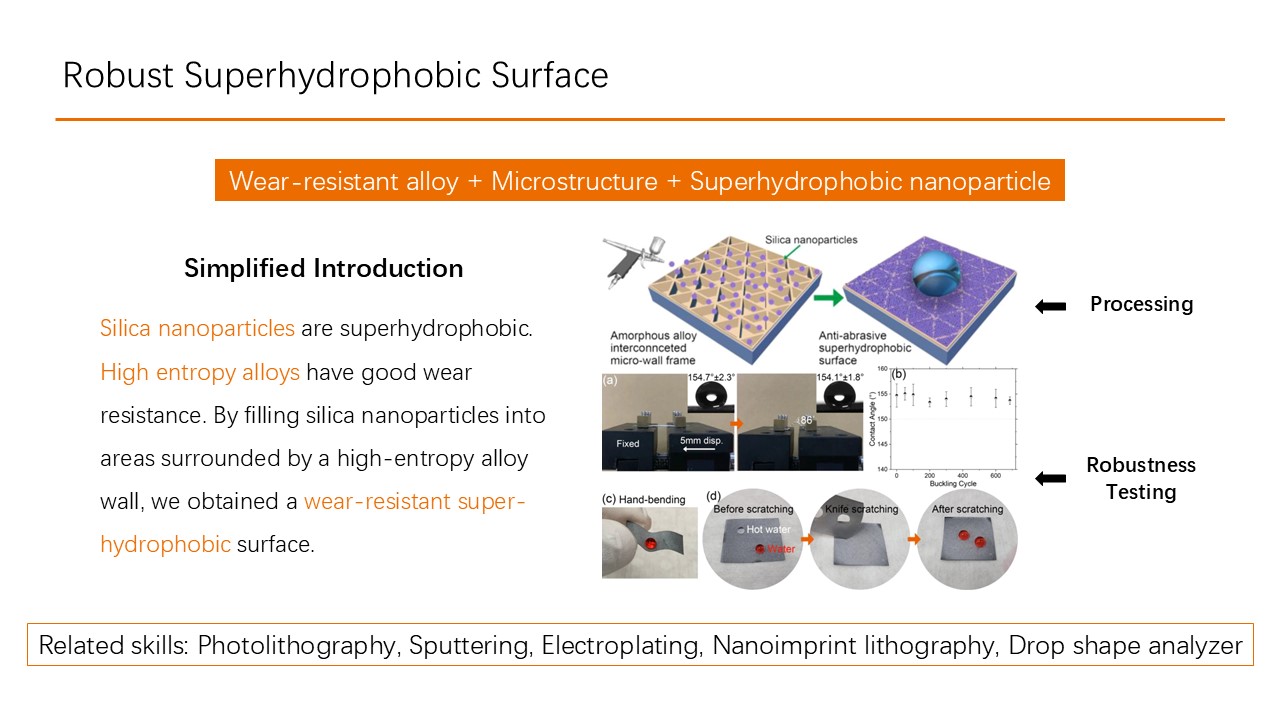 Robust Superhydrophobic Surface
Wear-resistant alloy + Microstructure + Superhydrophobic nanoparticle
Simplified Introduction
Silica nanoparticles are superhydrophobic.
High entropy alloys have good wear
resistance. By filling silica nanoparticles into
areas surrounded by a high-entropy alloy
wall, we obtained a wear-resistant super-
hydrophobic surface.
Silica nanoparticles
Amorphous alloy
interconnceted
micro-wall frame
Anti-abrasive
superhydrophobic
surface
Processing
(a)
154.7°±2.3°
Fixed
5mm disp.
154.1°±1.8°
86°
(b)
Contact Angle (°)
160
155
150
145
140
0
200
400
600
Buckling Cycle
Robustness
Testing
(c) Hand-bending
(d)
Before scratching
Hot water
Water
Knife scratching
After scratching
Related skills: Photolithography, Sputtering, Electroplating, Nanoimprint lithography, Drop shape analyzer